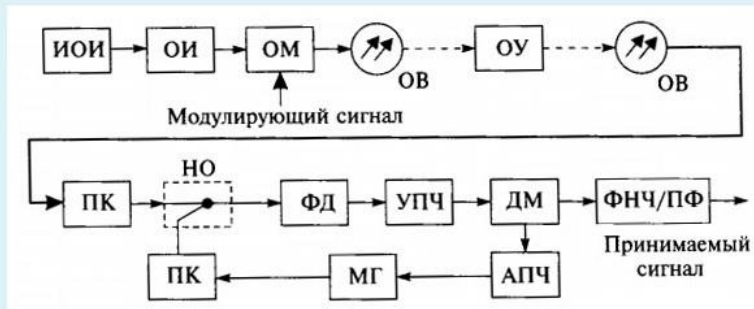 ИОИ
ОИ
ОМ
ОВ
ОУ
ОВ
Модулирующий сигнал
НО
ПК
ФД
УПЧ
ДМ
ФНЧ/ПФ
Принимаемый
сигнал
ПК
МГ
АПЧ